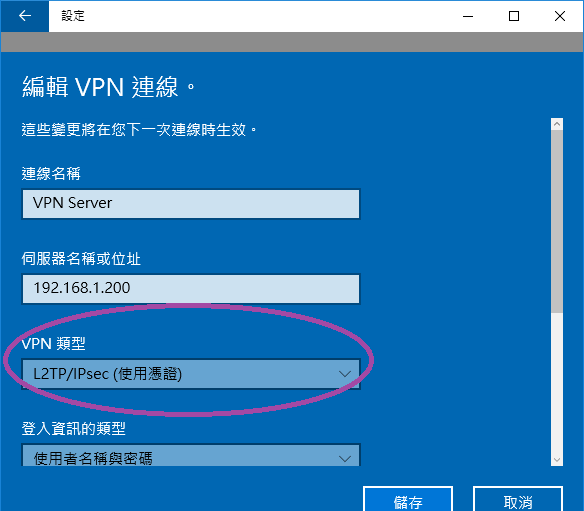 設定
編輯 VPN 連線。
這些變更將在您下一次連線時生效。
連線名稱
VPN Server
伺服器名稱或位址
192.168.1.200
VPN 類型
L2TP/IPsec (使用憑證)
登入資訊的類型
使用者名稱與密碼
儲存
取消